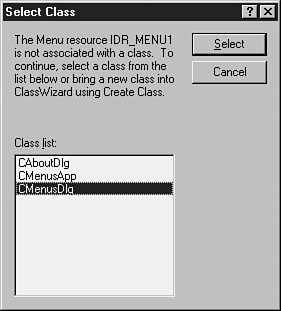 Select Class
The Menu resource IDR_MENU1
is not associated with a class. To
continue, select a class from the
list below or bring a new class into
ClassWizard using Create Class.
Select
Cancel
Class list:
CAboutDlg
CMenusApp
CMenusDlg